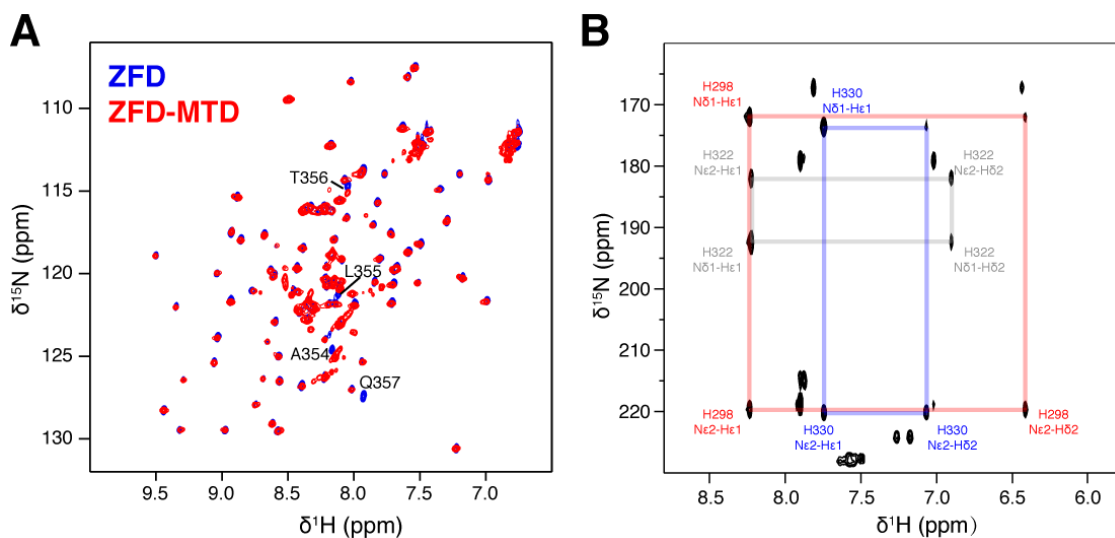 A
ZFD
ZFD-MTD
T356
L355
A354
Q357
110
115
120
125
130
δ15N (ppm)
9.5 9.0 8.5 8.0 7.5 7.0
δ1H (ppm)
B
H298
Nδ1-Hε1
H330
Nδ1-Hε1
H322
Nε2-Hε1
H322
Nε2-Hδ2
H322
Nδ1-Hε1
H322
Nδ1-Hδ2
H298
Nε2-Hε1
H330
Nε2-Hε1
H330
Nε2-Hδ2
H298
Nε2-Hδ2
170
180
190
200
210
220
δ15N (ppm)
8.5 8.0 7.5 7.0 6.5 6.0
δ1H (ppm)